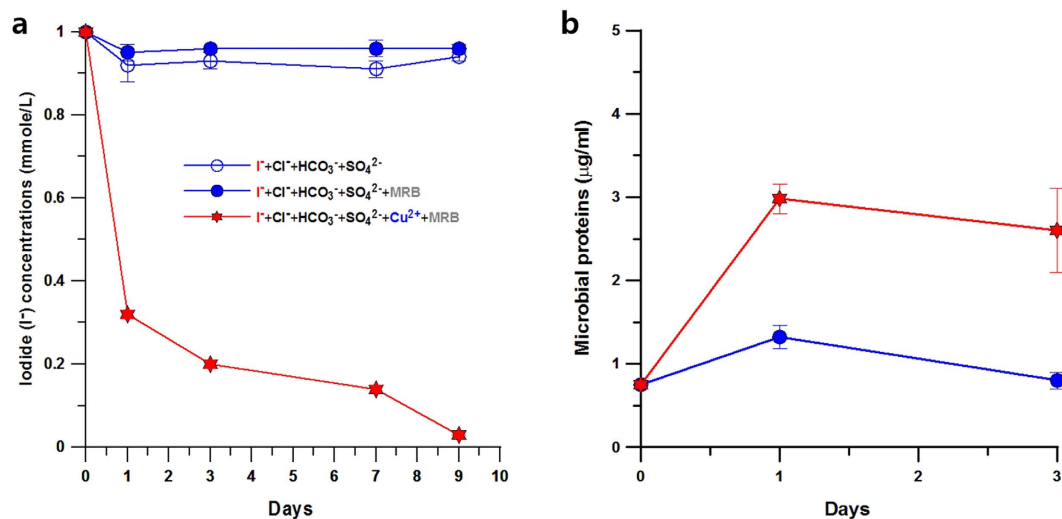 a
Iodide (I⁻) concentrations (mmole/L)
1
0.8
0.6
0.4
0.2
0
I⁻+Cl⁻+HCO₃⁻+SO₄²⁻
I⁻+Cl⁻+HCO₃⁻+SO₄²⁻+MRB
I⁻+Cl⁻+HCO₃⁻+SO₄²⁻+Cu²⁺+MRB
0 1 2 3 4 5 6 7 8 9 10
Days
b
Microbial proteins (µg/ml)
5
4
3
2
1
0
0 1 2 3
Days